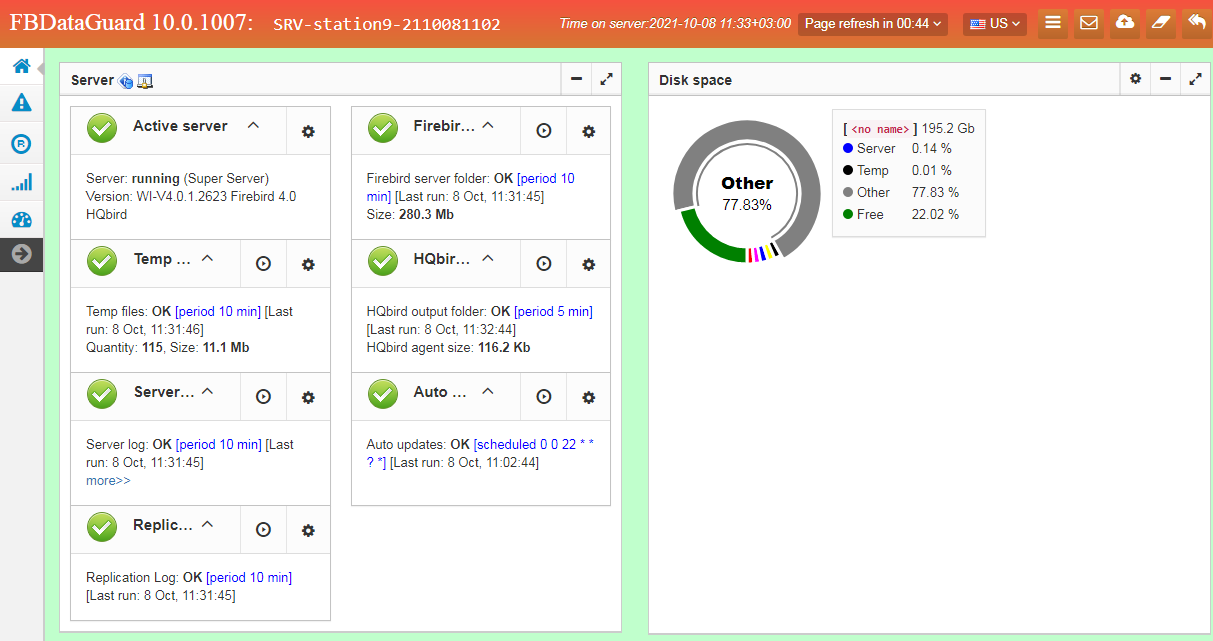 FBDataGuard 10.0.1007: SRV-station9-2110081102 Time on server:2021-10-08 11:33+03:00 Page refresh in 00:44 US
Server
Active server
Server: running (Super Server)
Version: WI-V4.0.1.2623 Firebird 4.0
HQbird
Temp ...
Temp files: OK [period 10 min] [Last
run: 8 Oct, 11:31:46]
Quantity: 115, Size: 11.1 Mb
Server...
Server log: OK [period 10 min] [Last
run: 8 Oct, 11:31:45]
more>>
Replic...
Replication Log: OK [period 10 min]
[Last run: 8 Oct, 11:31:45]
Firebir...
Firebird server folder: OK [period 10
min] [Last run: 8 Oct, 11:31:45]
Size: 280.3 Mb
HQbir...
HQbird output folder: OK [period 5 min]
[Last run: 8 Oct, 11:32:44]
HQbird agent size: 116.2 Kb
Auto ...
Auto updates: OK [scheduled 0 0 22 * *
? *] [Last run: 8 Oct, 11:02:44]
Disk space
Other
77.83%
[ <no name> ] 195.2 Gb
Server 0.14 %
Temp 0.01 %
Other 77.83 %
Free 22.02 %